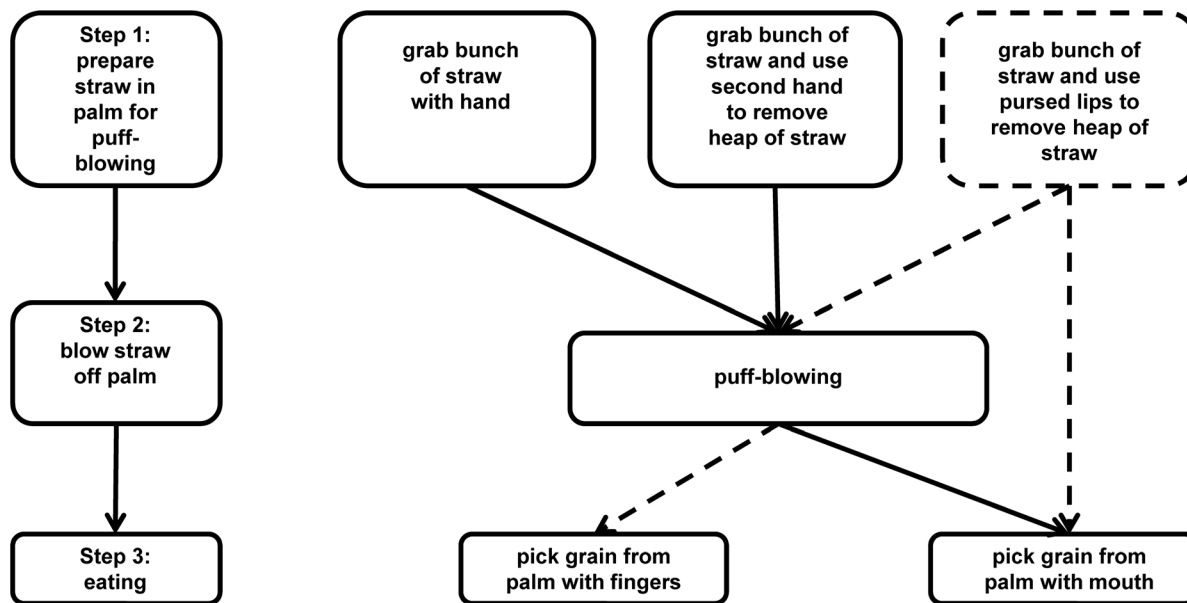 Step 1:
prepare
straw in
palm for
puff-
blowing
grab bunch
of straw
with hand
grab bunch of
straw and use
second hand
to remove
heap of straw
grab bunch of
straw and use
pursed lips to
remove heap of
straw
Step 2:
blow straw
off palm
puff-blowing
Step 3:
eating
pick grain from
palm with fingers
pick grain from
palm with mouth